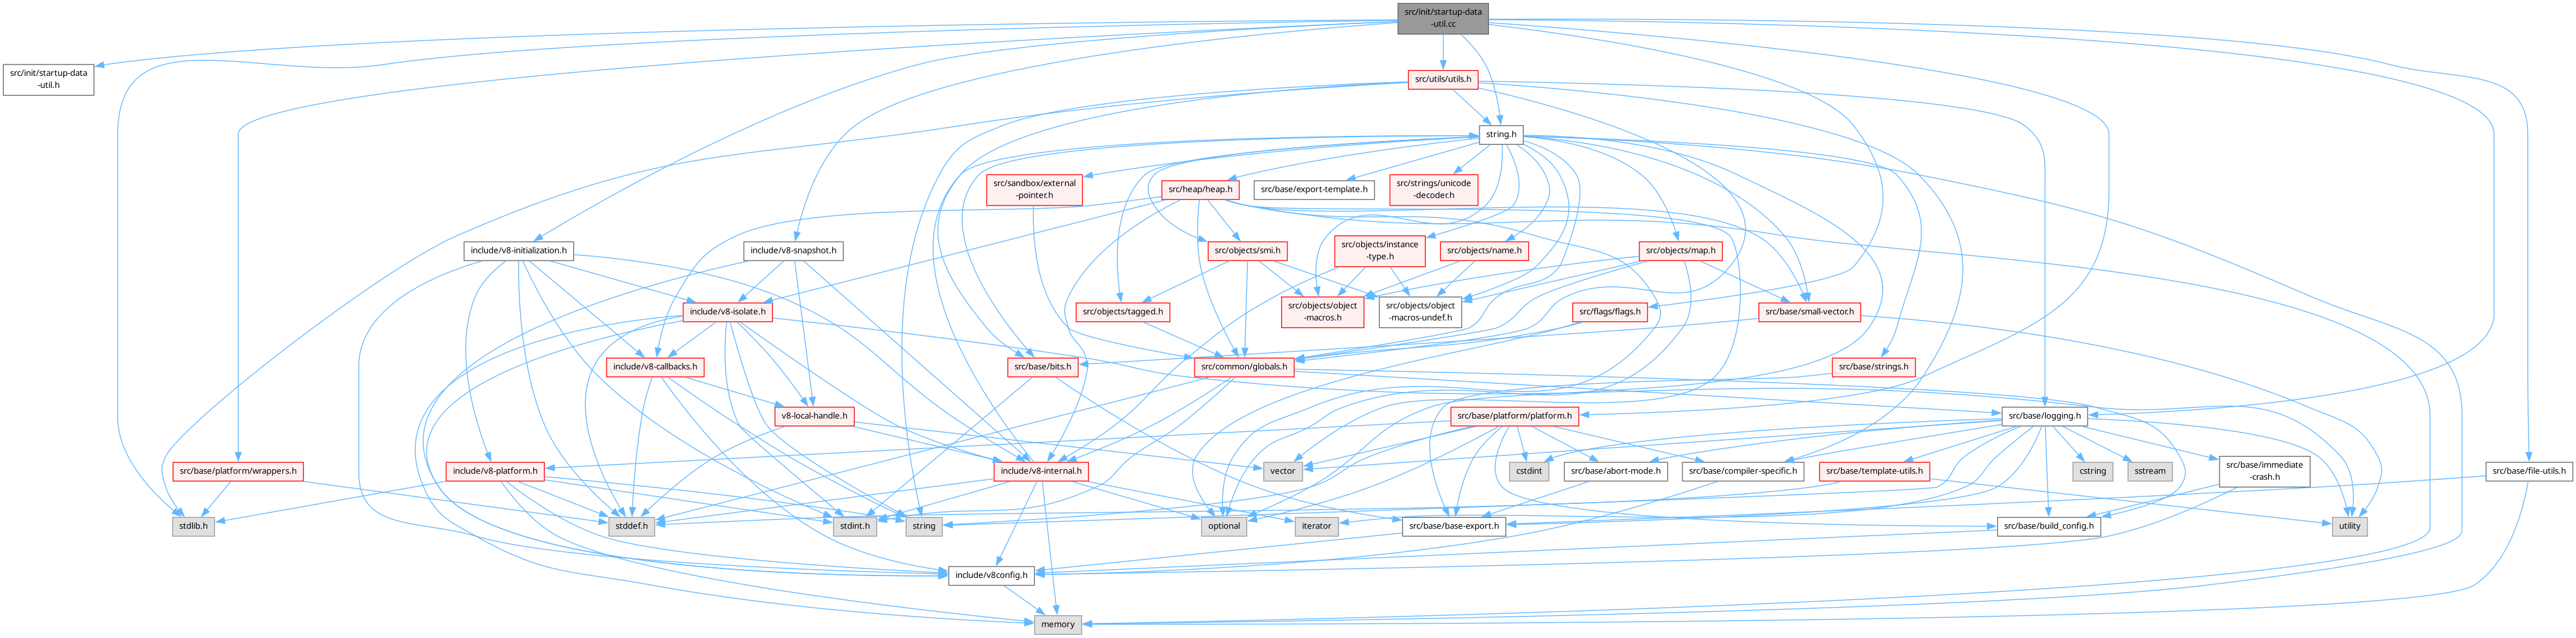 src/init/startup-data
-util.cc
src/init/startup-data
-util.h
src/utils/utils.h
string.h
src/sandbox/external
-pointer.h
src/heap/heap.h
src/base/export-template.h
src/strings/unicode
-decoder.h
include/v8-initialization.h
include/v8-snapshot.h
src/objects/smi.h
src/objects/instance
-type.h
src/objects/name.h
src/objects/map.h
include/v8-isolate.h
src/objects/tagged.h
src/objects/object
-macros.h
src/objects/object
-macros-undef.h
src/flags/flags.h
src/base/small-vector.h
include/v8-callbacks.h
src/base/bits.h
src/common/globals.h
src/base/strings.h
v8-local-handle.h
src/base/platform/platform.h
src/base/logging.h
src/base/platform/wrappers.h
include/v8-platform.h
include/v8-internal.h
vector
cstdint
src/base/abort-mode.h
src/base/compiler-specific.h
src/base/template-utils.h
cstring
sstream
src/base/immediate
-crash.h
src/base/file-utils.h
stdlib.h
stddef.h
stdint.h
string
optional
iterator
src/base/base-export.h
src/base/build_config.h
utility
include/v8config.h
memory